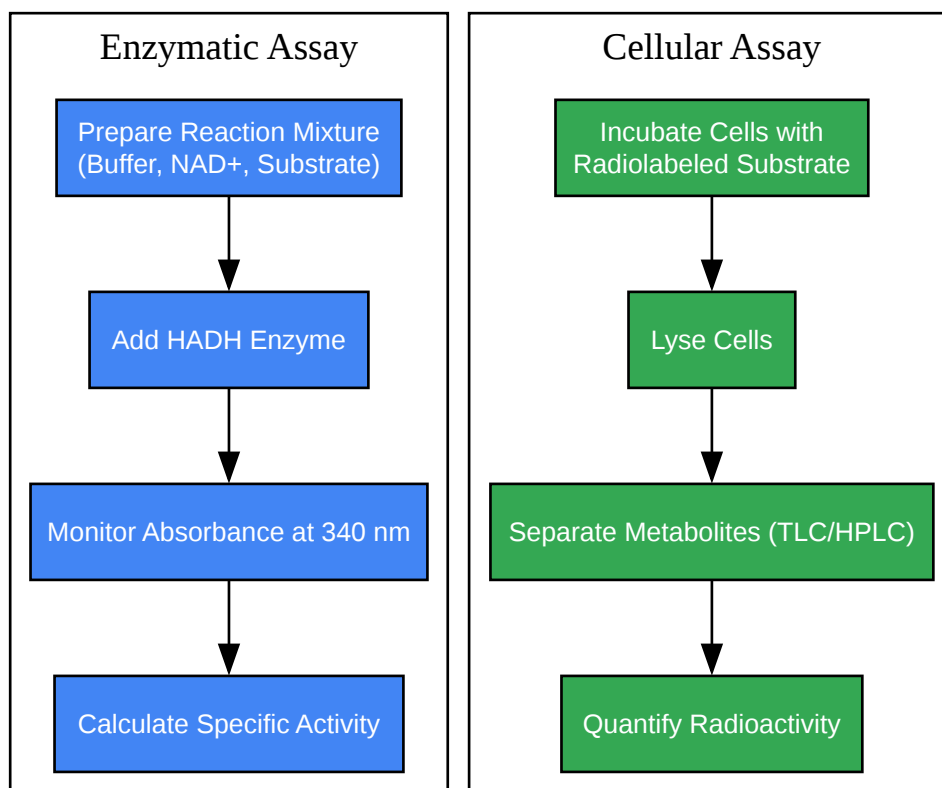 Enzymatic Assay
Prepare Reaction Mixture
(Buffer, NAD+, Substrate)
Add HADH Enzyme
Monitor Absorbance at 340 nm
Calculate Specific Activity
Cellular Assay
Incubate Cells with
Radiolabeled Substrate
Lyse Cells
Separate Metabolites (TLC/HPLC)
Quantify Radioactivity